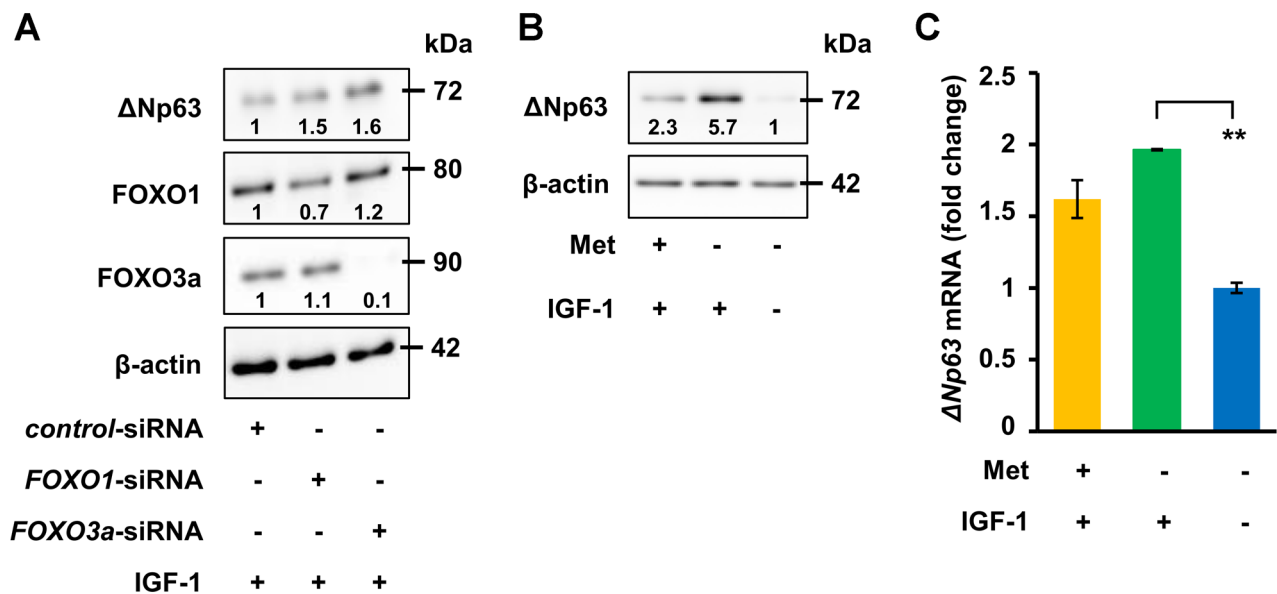 A
kDa
ΔNp63
72
1 1.5 1.6
FOXO1
80
1 0.7 1.2
FOXO3a
90
1 1.1 0.1
β-actin
42
control-siRNA + - -
FOXO1-siRNA - + -
FOXO3a-siRNA - - +
IGF-1 + + +
B
kDa
ΔNp63
72
2.3 5.7 1
β-actin
42
Met + - -
IGF-1 + + -
C
ΔNp63 mRNA (fold change)
2.5
2
1.5
1
0.5
0
**
Met + - -
IGF-1 + + -